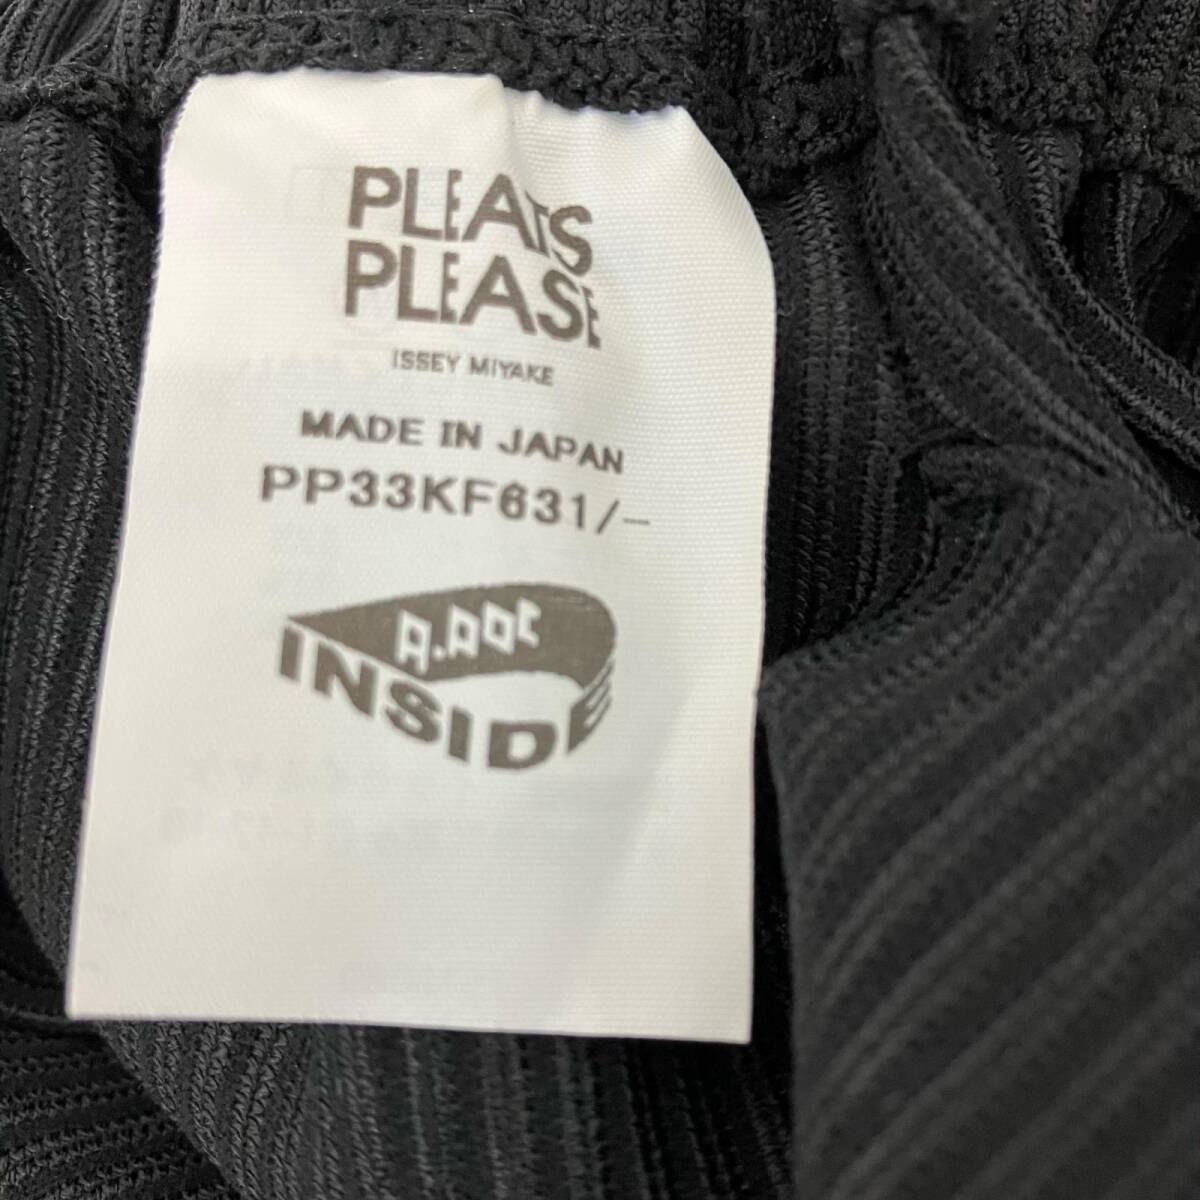 PLEATS
PLEASE
ISSEY MIYAKE
MADE IN JAPAN
PP33KF631/–
A.POC
INSIDE